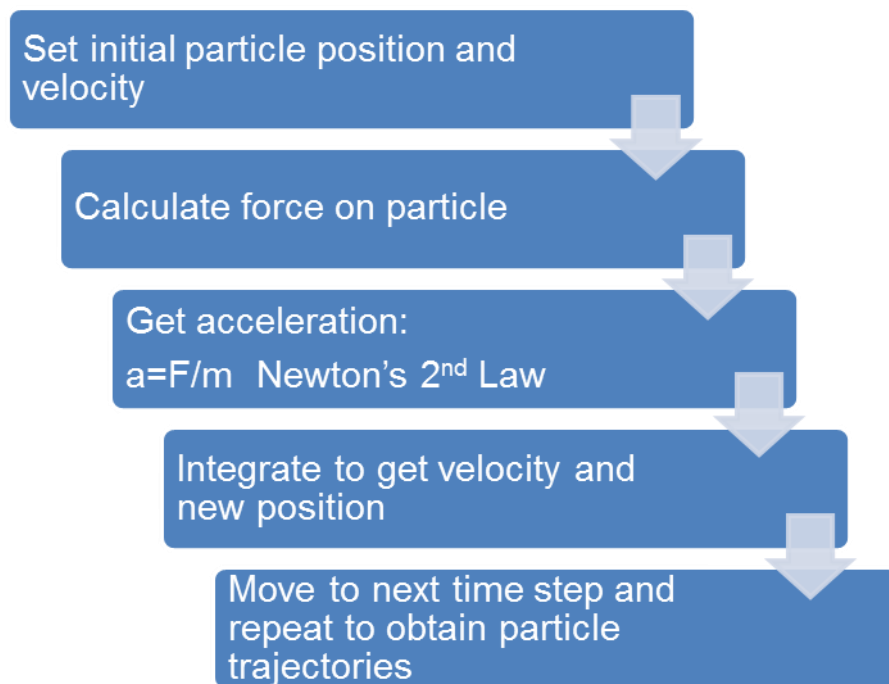 Set initial particle position and
velocity
Calculate force on particle
Get acceleration:
a=F/m  Newton’s 2nd Law
Integrate to get velocity and
new position
Move to next time step and
repeat to obtain particle
trajectories